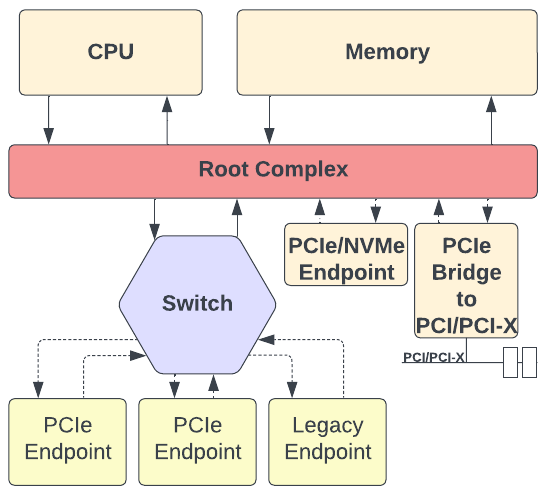 CPU
Memory
Root Complex
PCIe/NVMe
Endpoint
PCIe
Bridge
to
PCI/PCI-X
Switch
PCI/PCI-X
PCIe
Endpoint
PCIe
Endpoint
Legacy
Endpoint